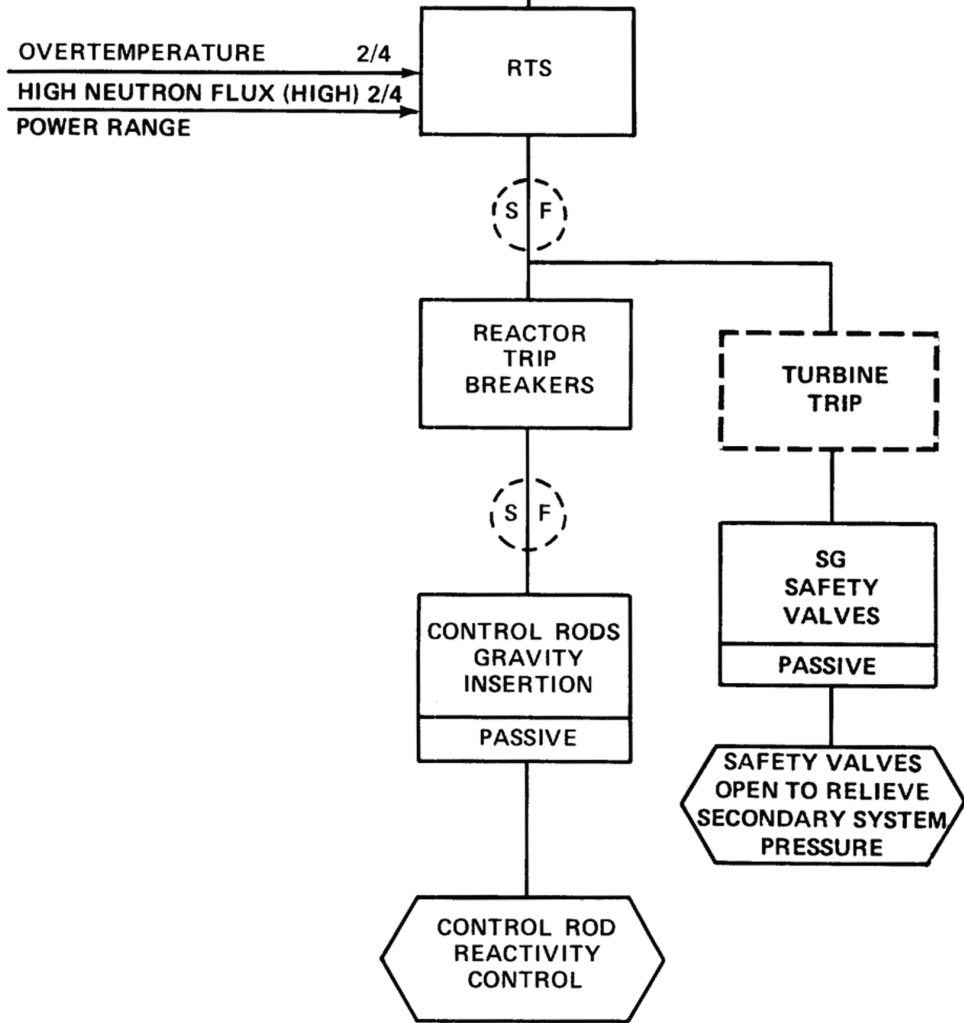 OVERTEMPERATURE 2/4
HIGH NEUTRON FLUX (HIGH) 2/4
POWER RANGE
RTS
S F
REACTOR
TRIP
BREAKERS
TURBINE
TRIP
S F
SG
SAFETY
VALVES
PASSIVE
CONTROL RODS
GRAVITY
INSERTION
PASSIVE
SAFETY VALVES
OPEN TO RELIEVE
SECONDARY SYSTEM
PRESSURE
CONTROL ROD
REACTIVITY
CONTROL